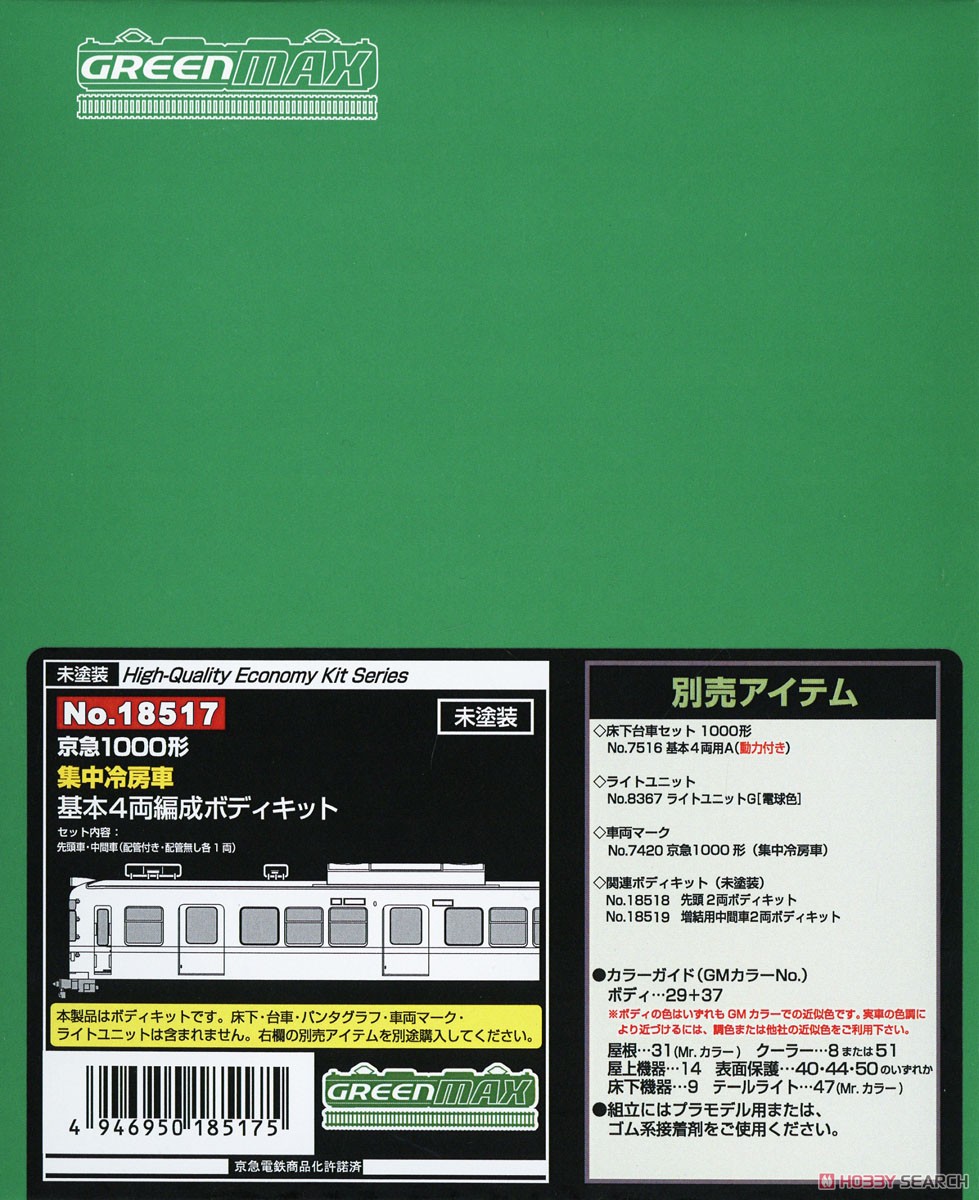 GREENMAX
未塗装 High-Quality Economy Kit Series
No.18517
未塗装
京急1000形
集中冷房車
基本4両編成ボディキット
セット内容：
先頭車・中間車(配管付き・配管無し各1両)
本製品はボディキットです。床下・台車・パンタグラフ・車両マーク・
ライトユニットは含まれません。右欄の別売アイテムを別途購入してください。
4 946950 185175
GREENMAX
京急電鉄商品化許諾済
別売アイテム
◇床下台車セット 1000形
No.7516 基本4両用A(動力付き)
◇ライトユニット
No.8367 ライトユニットG[電球色]
◇車両マーク
No.7420 京急1000形（集中冷房車）
◇関連ボディキット（未塗装）
No.18518 先頭2両ボディキット
No.18519 増結用中間車2両ボディキット
●カラーガイド(GMカラーNo.)
ボディ…29+37
※ボディの色はいずれもGMカラーでの近似色です。実車の色調に
より近づけるには、調色または他社の近似色をご利用下さい。
屋根…31(Mr.カラー) クーラー…8または51
屋上機器…14 表面保護…40・44・50のいずれか
床下機器…9 テールライト…47(Mr.カラー)
●組立にはプラモデル用または、
ゴム系接着剤をご使用ください。
HOBBY SEARCH